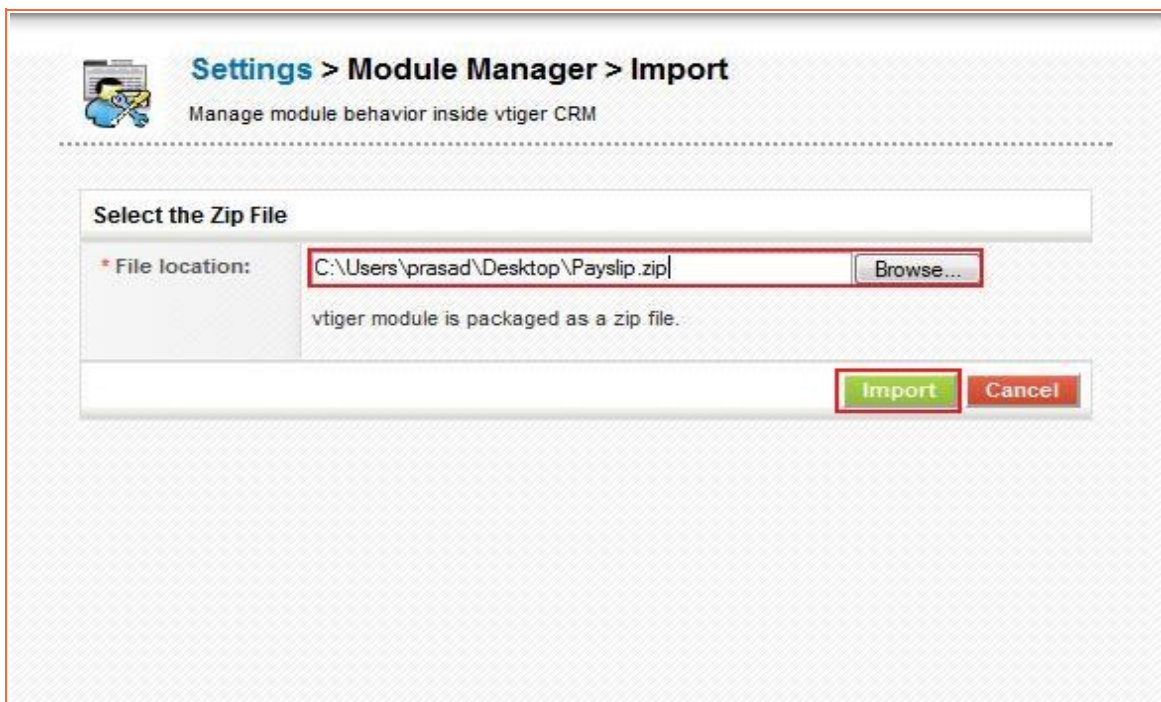 Settings > Module Manager > Import
Manage module behavior inside vtiger CRM
Select the Zip File
* File location:
C:\Users\prasad\Desktop\Payslip.zip
Browse...
vtiger module is packaged as a zip file.
Import
Cancel